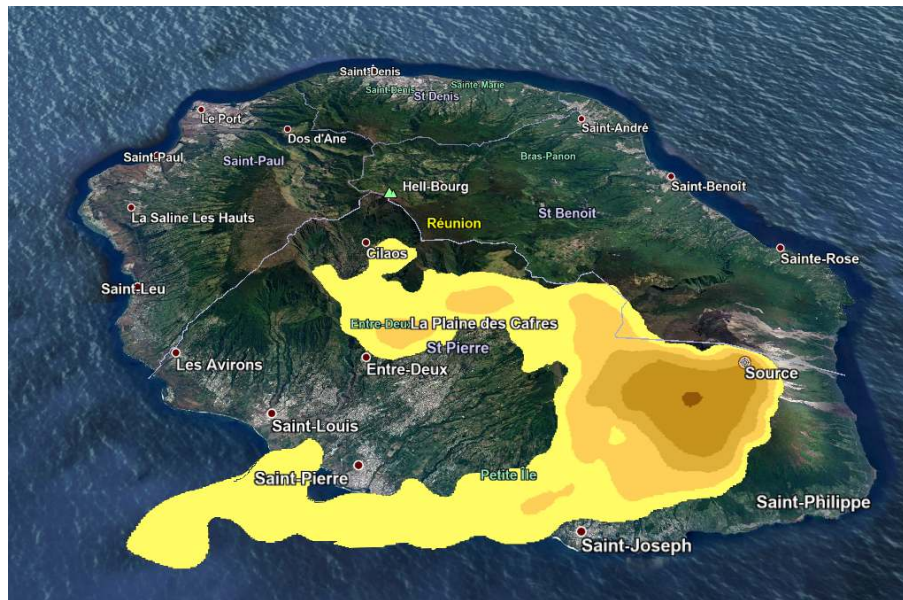 Saint-Denis
Saint-Denis
Sainte-Marie
St Denis
Le Port
Saint-André
Dos d'Ane
Saint-Paul
Saint-Paul
Bras-Panon
Hell-Bourg
Saint-Benoît
La Saline Les Hauts
Réunion
St Benoit
Cilaos
Sainte-Rose
Saint-Leu
Entre-Deux
La Plaine des Cafres
St Pierre
Les Avirons
Entre-Deux
Source
Saint-Louis
Saint-Pierre
Petite Île
Saint-Philippe
Saint-Joseph